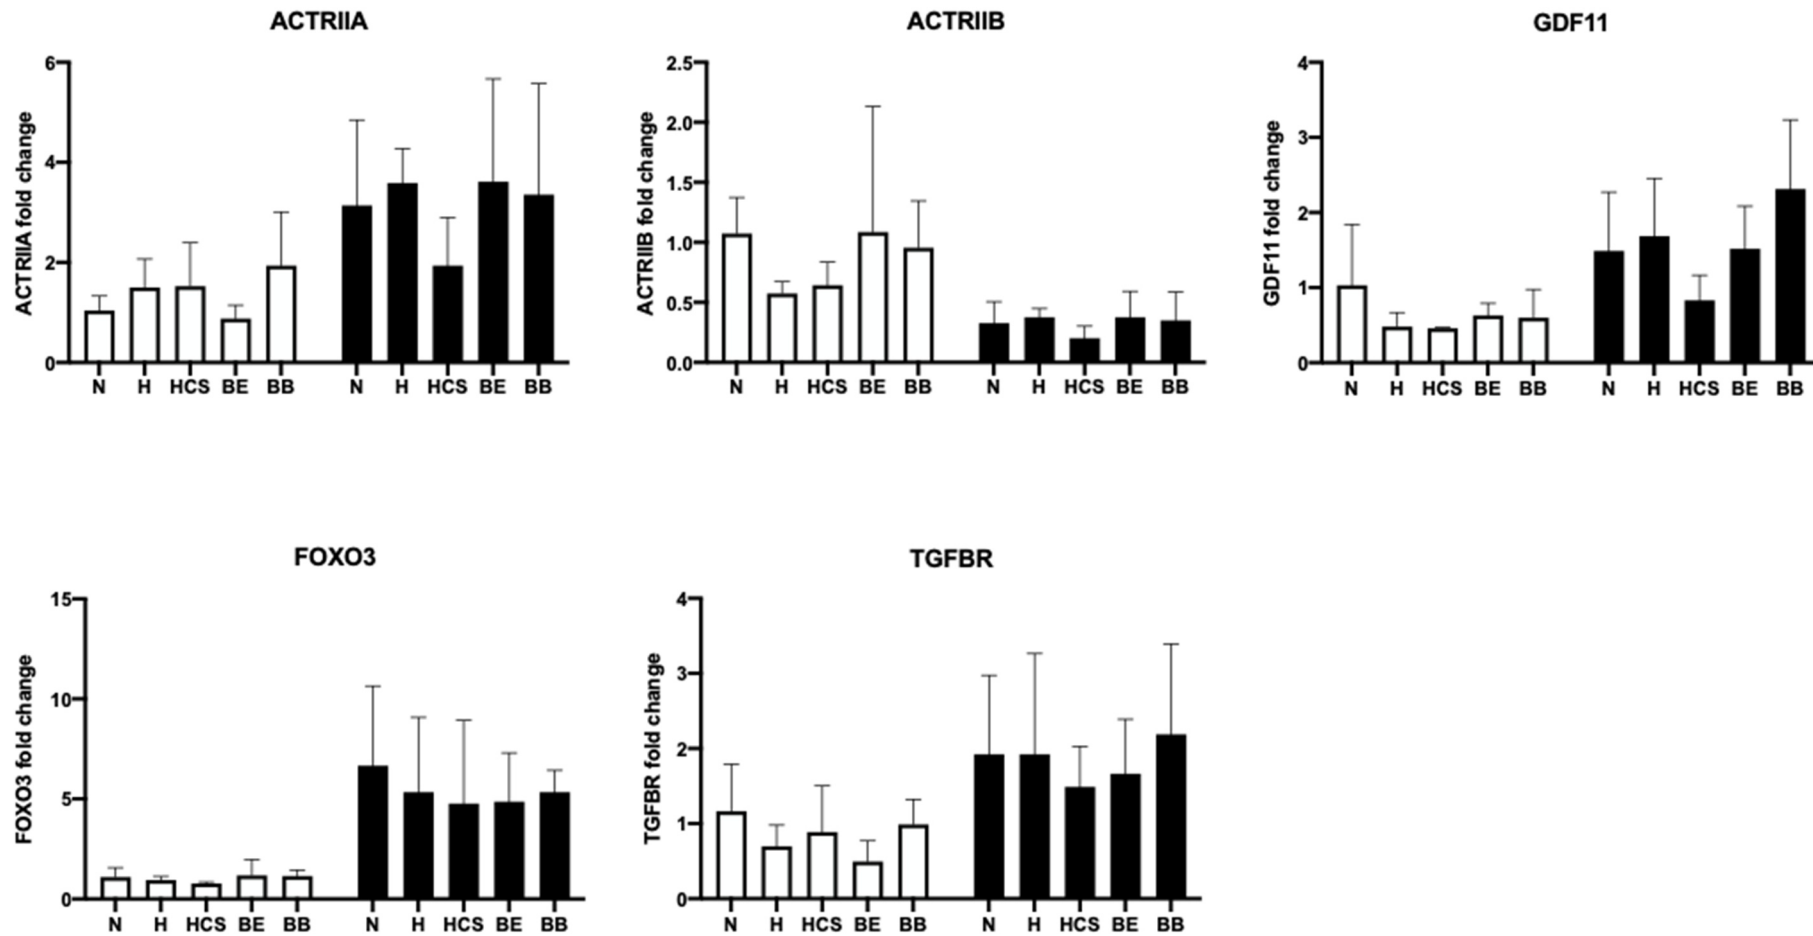 ACTRIIA
ACTRIIA fold change
6
4
2
0
N H HCS BE BB N H HCS BE BB
ACTRIIB
ACTRIIB fold change
2.5
2.0
1.5
1.0
0.5
0.0
N H HCS BE BB N H HCS BE BB
GDF11
GDF11 fold change
4
3
2
1
0
N H HCS BE BB N H HCS BE BB
FOXO3
FOXO3 fold change
15
10
5
0
N H HCS BE BB N H HCS BE BB
TGFBR
TGFBR fold change
4
3
2
1
0
N H HCS BE BB N H HCS BE BB